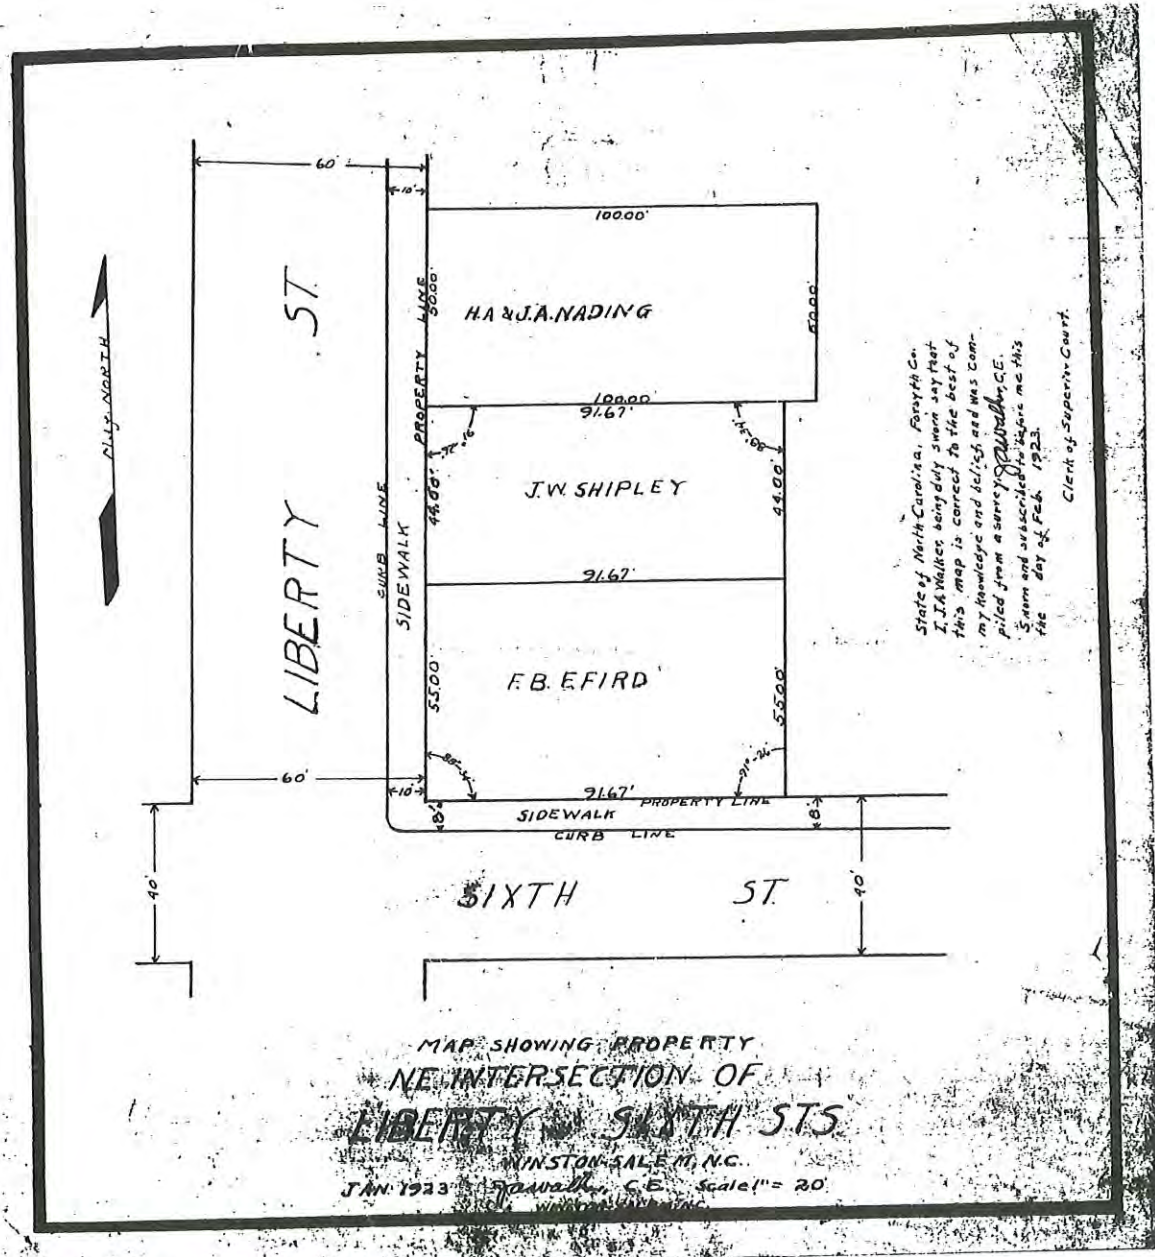 60'
10'
100.00'
PROPERTY LINE
50.00'
H.A & J.A. NADING
50.00'
LIBERTY ST.
City NORTH
100.00'
91.67'
44.00'
J.W. SHIPLEY
44.00'
CURB LINE
SIDEWALK
91.67'
55.00'
F.B. EFIRD
55.00'
91°-26'
60'
10'
91.67'
PROPERTY LINE
SIDEWALK
8'
8'
CURB LINE
40'
SIXTH ST.
40'
State of North Carolina, Forsyth Co.
I, J.A. Walker, being duly sworn say that
this map is correct to the best of
my knowledge and belief, and was com-
piled from a survey. J.A. Walker, C.E.
Sworn and subscribed to before me this
the day of Feb. 1923.
Clerk of Superior Court.
MAP SHOWING PROPERTY
NE INTERSECTION OF
LIBERTY SIXTH STS
WINSTON-SALEM, N.C.
JAN. 1923 J.A. Walker, C.E. Scale 1" = 20'